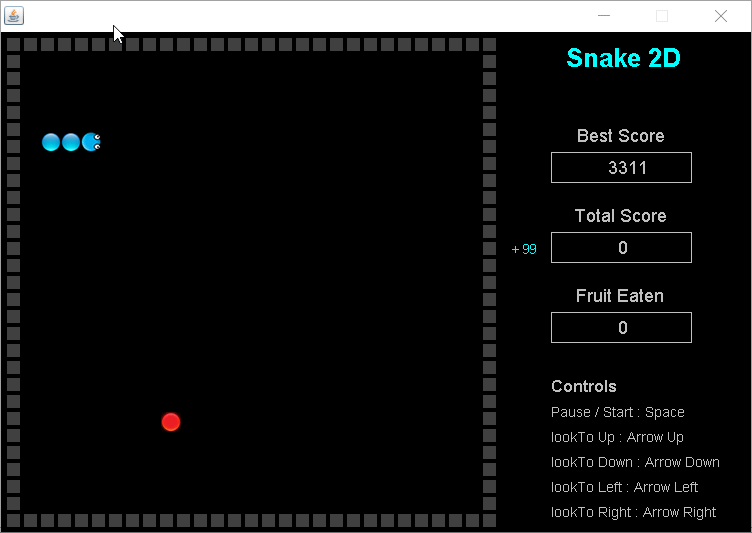 Snake 2D
Best Score
3311
Total Score
+ 99
0
Fruit Eaten
0
Controls
Pause / Start : Space
lookTo Up : Arrow Up
lookTo Down : Arrow Down
lookTo Left : Arrow Left
lookTo Right : Arrow Right